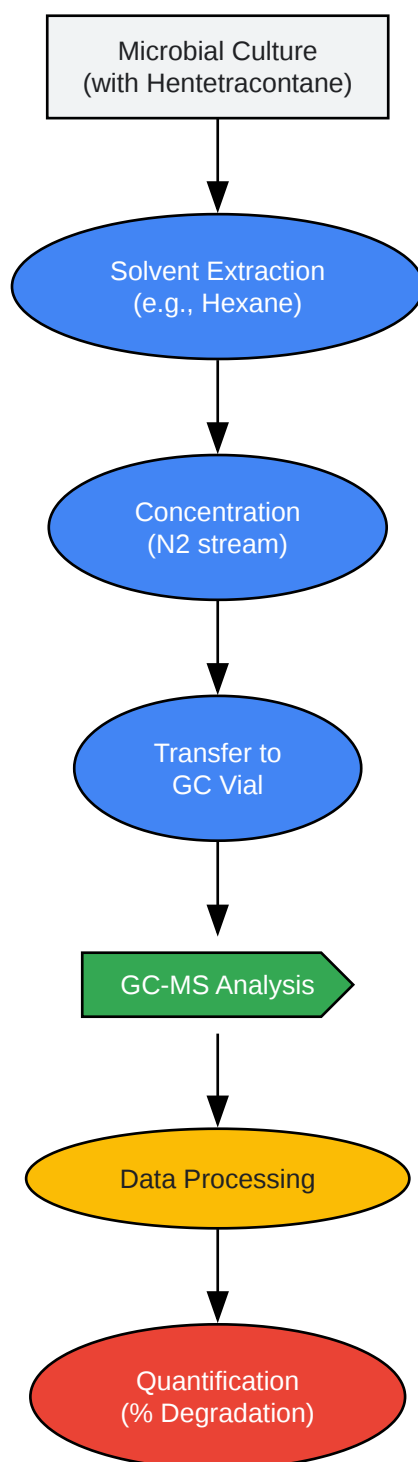 Microbial Culture
(with Hentetracontane)
Solvent Extraction
(e.g., Hexane)
Concentration
(N2 stream)
Transfer to
GC Vial
GC-MS Analysis
Data Processing
Quantification
(% Degradation)